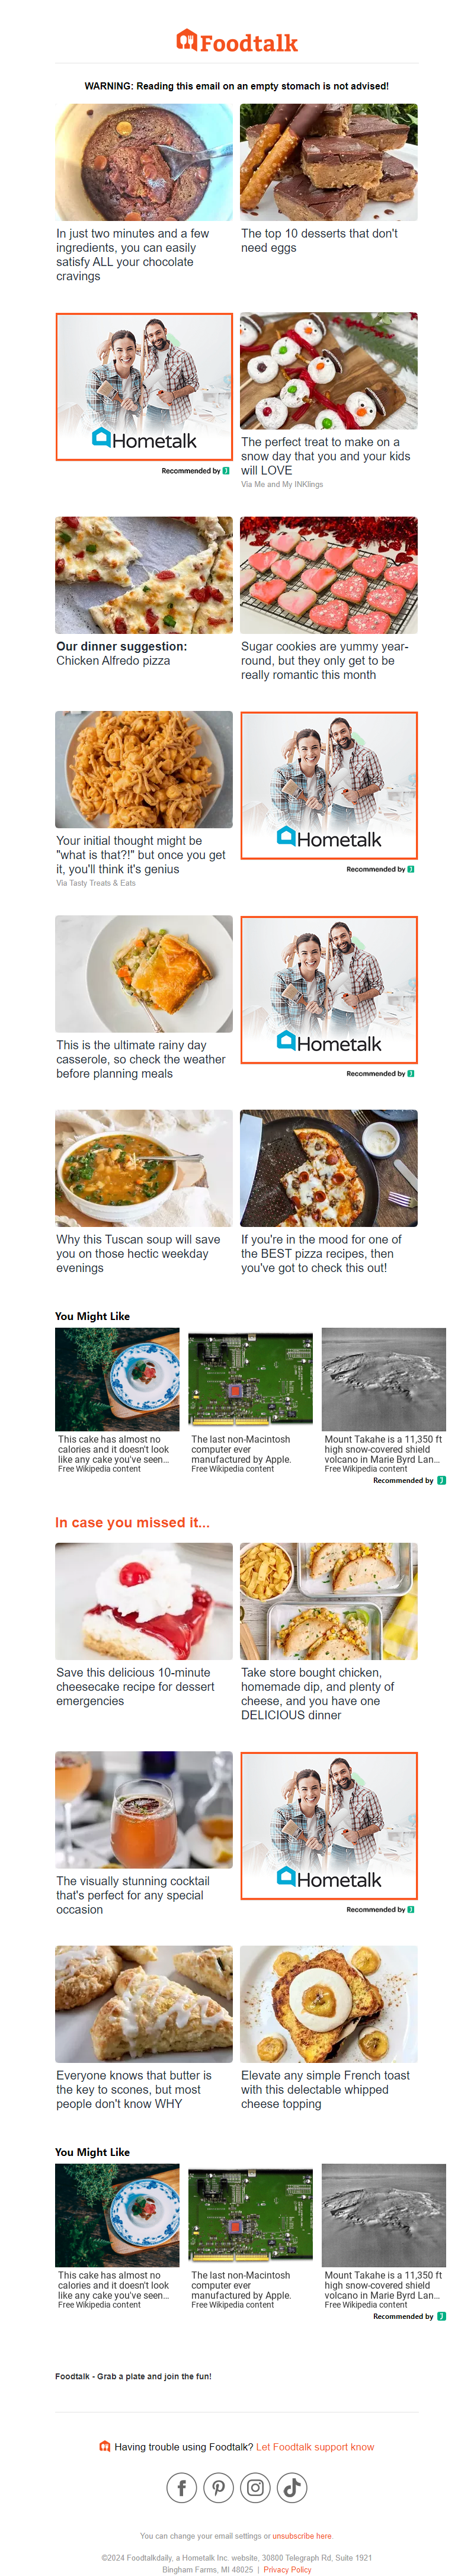 Foodtalk
WARNING: Reading this email on an empty stomach is not advised!
In just two minutes and a few
ingredients, you can easily
satisfy ALL your chocolate
cravings
The top 10 desserts that don't
need eggs
Hometalk
Recommended by
The perfect treat to make on a
snow day that you and your kids
will LOVE
Via Me and My INKlings
Our dinner suggestion:
Chicken Alfredo pizza
Sugar cookies are yummy year-
round, but they only get to be
really romantic this month
Your initial thought might be
"what is that?!" but once you get
it, you'll think it's genius
Via Tasty Treats & Eats
Hometalk
Recommended by
This is the ultimate rainy day
casserole, so check the weather
before planning meals
Hometalk
Recommended by
Why this Tuscan soup will save
you on those hectic weekday
evenings
If you're in the mood for one of
the BEST pizza recipes, then
you've got to check this out!
You Might Like
This cake has almost no
calories and it doesn't look
like any cake you've seen...
Free Wikipedia content
The last non-Macintosh
computer ever
manufactured by Apple.
Free Wikipedia content
Mount Takahe is a 11,350 ft
high snow-covered shield
volcano in Marie Byrd Lan...
Free Wikipedia content
Recommended by
In case you missed it...
Save this delicious 10-minute
cheesecake recipe for dessert
emergencies
Take store bought chicken,
homemade dip, and plenty of
cheese, and you have one
DELICIOUS dinner
The visually stunning cocktail
that's perfect for any special
occasion
Hometalk
Recommended by
Everyone knows that butter is
the key to scones, but most
people don't know WHY
Elevate any simple French toast
with this delectable whipped
cheese topping
You Might Like
This cake has almost no
calories and it doesn't look
like any cake you've seen...
Free Wikipedia content
The last non-Macintosh
computer ever
manufactured by Apple.
Free Wikipedia content
Mount Takahe is a 11,350 ft
high snow-covered shield
volcano in Marie Byrd Lan...
Free Wikipedia content
Recommended by
Foodtalk - Grab a plate and join the fun!
Having trouble using Foodtalk? Let Foodtalk support know
You can change your email settings or unsubscribe here.
©2024 Foodtalkdaily, a Hometalk Inc. website, 30800 Telegraph Rd, Suite 1921
Bingham Farms, MI 48025 | Privacy Policy